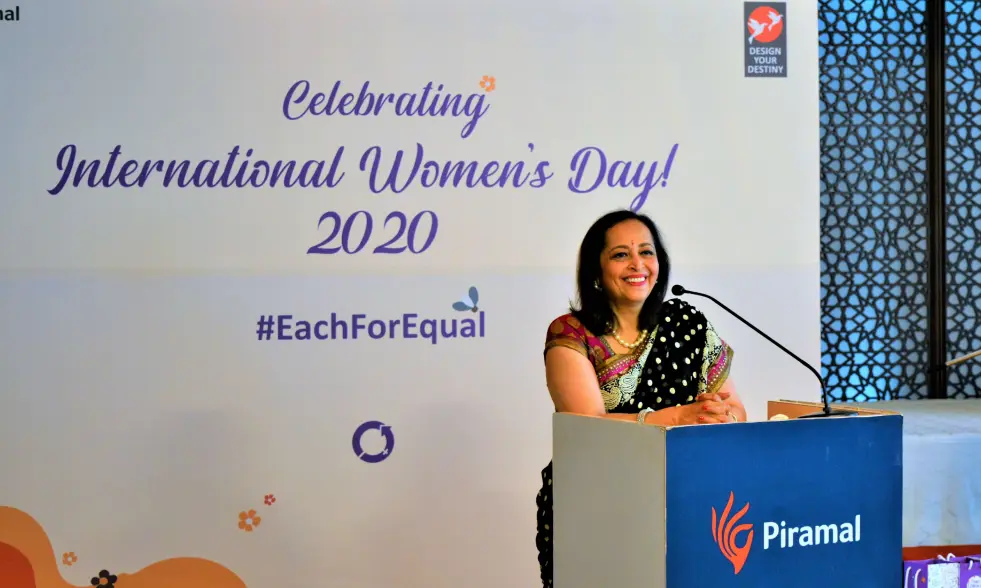 DESIGN
YOUR
DESTINY
Celebrating
International Women's Day!
2020
#EachForEqual
Piramal